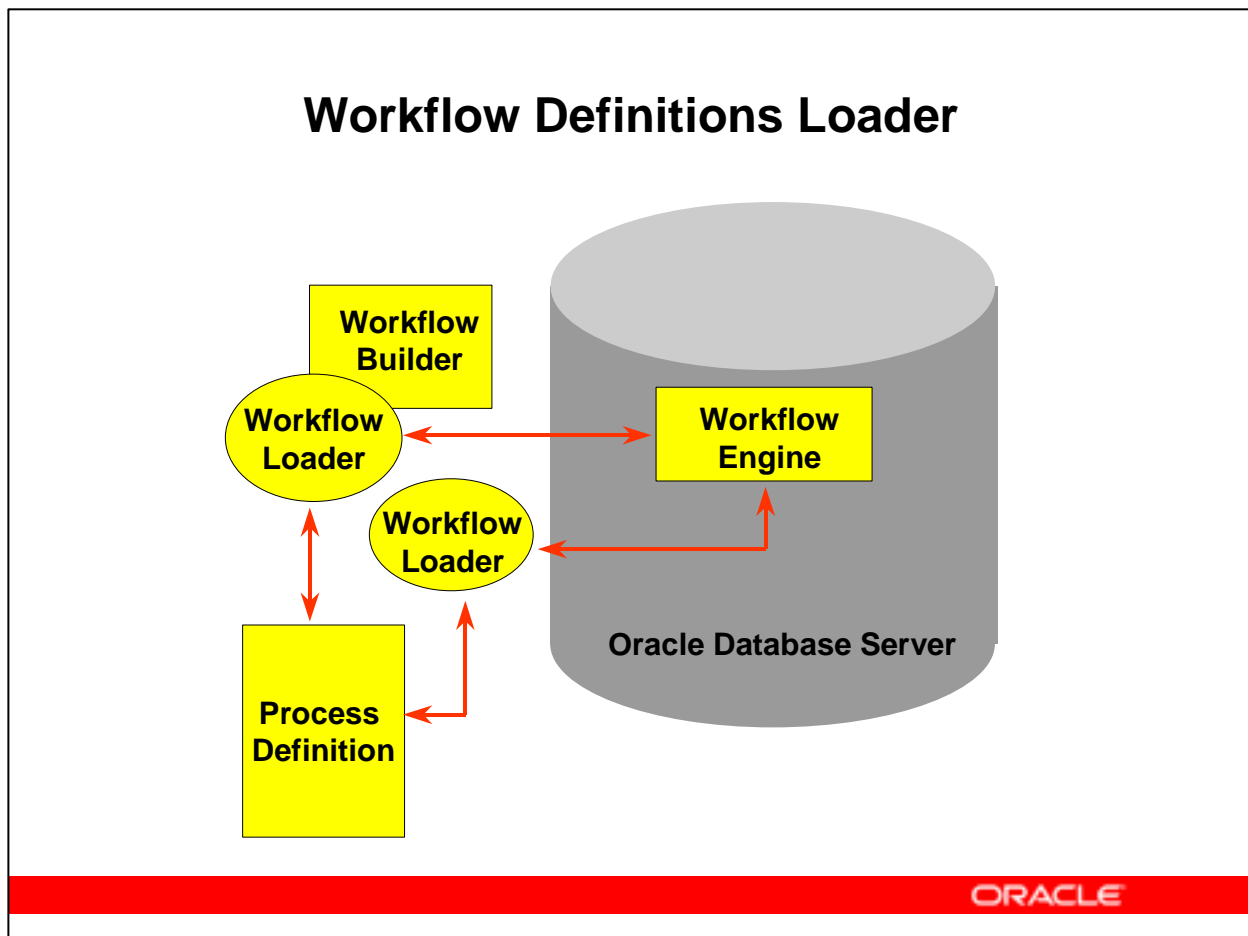 Workflow Definitions Loader
Workflow
Builder
Workflow
Loader
Workflow
Engine
Workflow
Loader
Oracle Database Server
Process
Definition
ORACLE